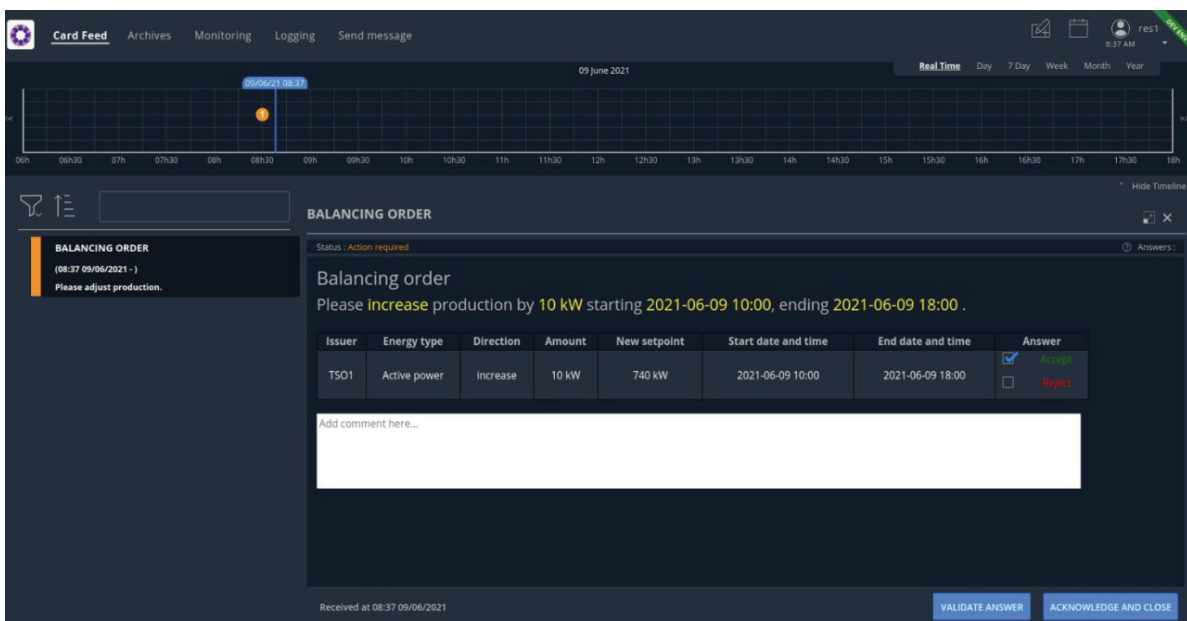 Card Feed Archives Monitoring Logging Send message
res1
8:37 AM
DEV ENV
09 June 2021
Real Time Day 7 Day Week Month Year
09/06/21 08:37
1
<<
>>
06h 06h30 07h 07h30 08h 08h30 09h 09h30 10h 10h30 11h 11h30 12h 12h30 13h 13h30 14h 14h30 15h 15h30 16h 16h30 17h 17h30 18h
Hide Timeline
BALANCING ORDER
(08:37 09/06/2021 - )
Please adjust production.
BALANCING ORDER
Status : Action required
Answers :
Balancing order
Please increase production by 10 kW starting 2021-06-09 10:00, ending 2021-06-09 18:00 .
Issuer Energy type Direction Amount New setpoint Start date and time End date and time Answer
TSO1 Active power increase 10 kW 740 kW 2021-06-09 10:00 2021-06-09 18:00
Accept
Reject
Add comment here...
Received at 08:37 09/06/2021
VALIDATE ANSWER ACKNOWLEDGE AND CLOSE